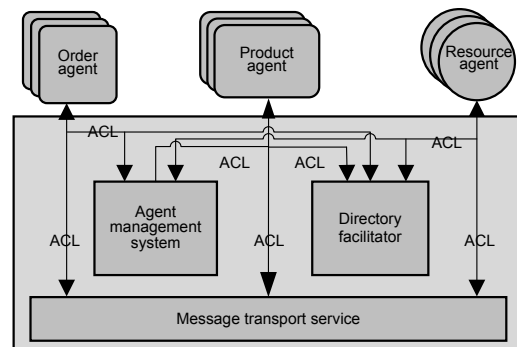 Order
agent
Product
agent
Resource
agent
ACL
ACL
ACL
ACL
Agent
management
system
Directory
facilitator
ACL
ACL
ACL
Message transport service